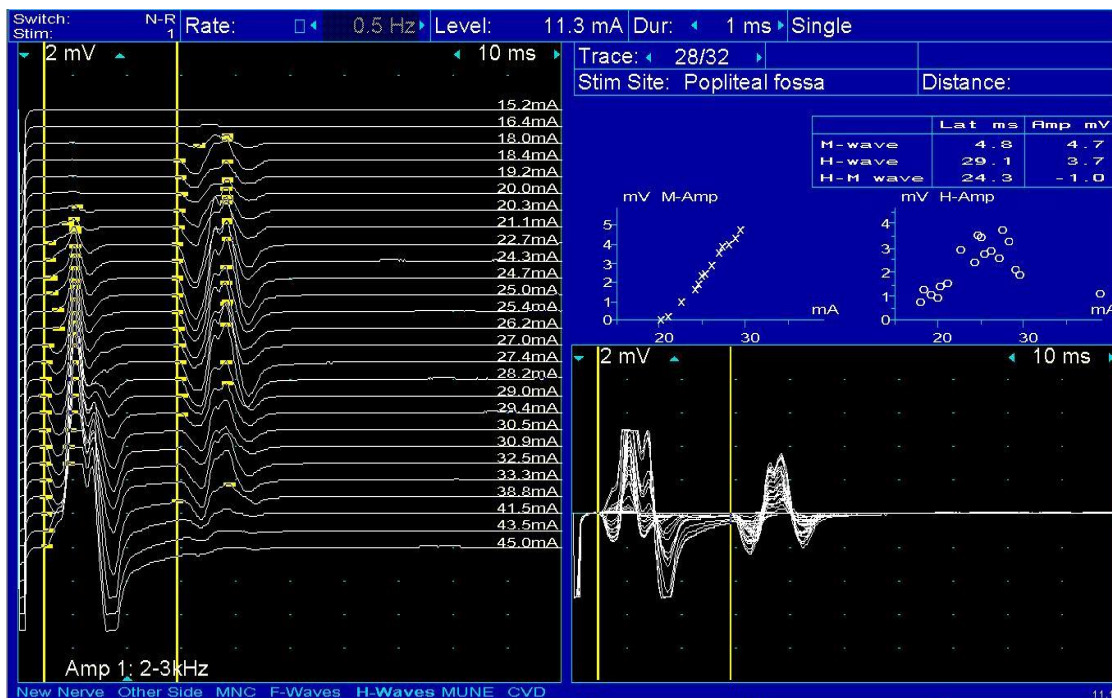 Switch: N-R
Stim: 1
Rate: 0.5 Hz
Level: 11.3 mA
Dur: 1 ms
Single
2 mV 10 ms
Trace: 28/32
Stim Site: Popliteal fossa
Distance:
Lat ms Amp mV
M-wave 4.8 4.7
H-wave 29.1 3.7
H-M wave 24.3 -1.0
15.2mA
16.4mA
18.0mA
18.4mA
19.2mA
20.0mA
20.3mA
21.1mA
22.7mA
24.3mA
24.7mA
25.0mA
25.4mA
26.2mA
27.0mA
27.4mA
28.2mA
29.0mA
29.4mA
30.5mA
30.9mA
32.5mA
33.3mA
38.8mA
41.5mA
43.5mA
45.0mA
Amp 1: 2-3kHz
mV M-Amp
5
4
3
2
1
0
mA
10 20 30
mV H-Amp
4
3
2
1
0
mA
20 30
2 mV 10 ms
New Nerve Other Side MNC F-Waves H-Waves MUNE CVD